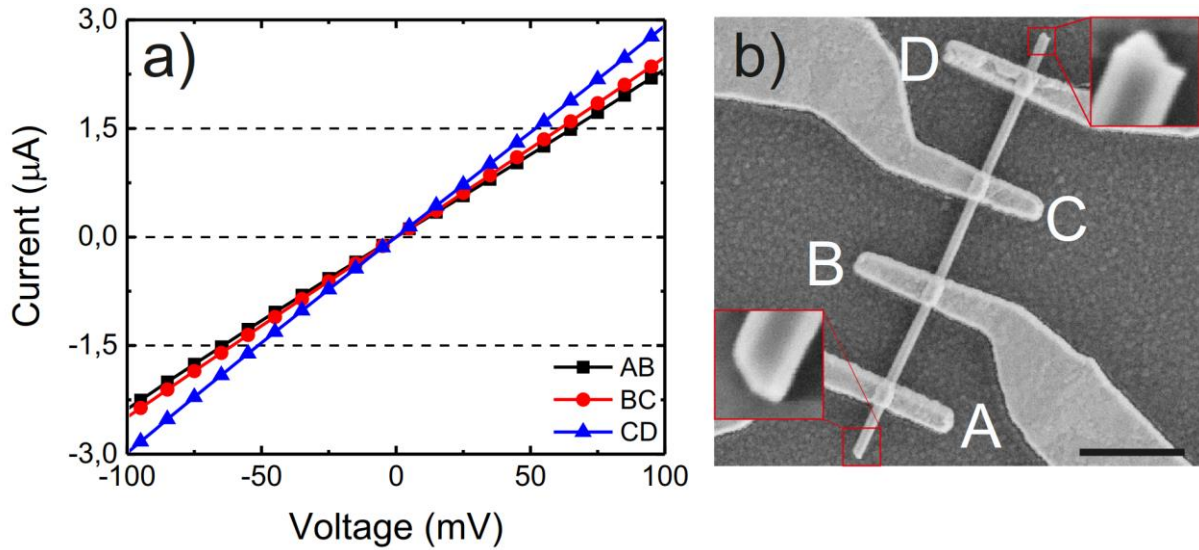 a)
3,0
1,5
0,0
-1,5
-3,0
Current (μA)
-100
-50
0
50
100
Voltage (mV)
AB
BC
CD
b)
D
C
B
A